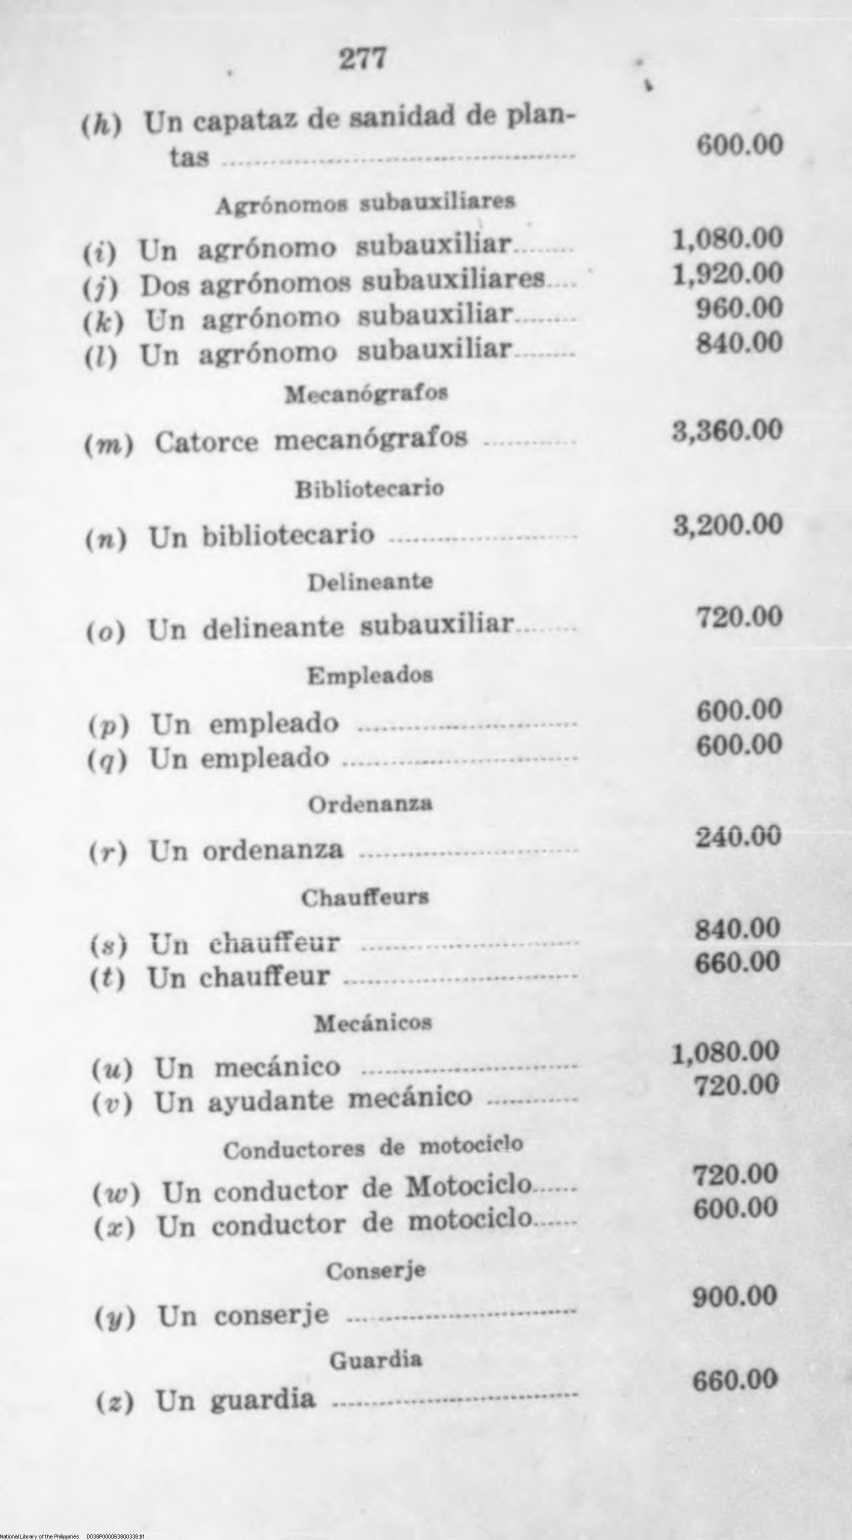 277
(h) Un capataz de sanidad de plan-
tas ........ 600.00
Agrónomos subauxiliares
(i) Un agrónomo subauxiliar........ 1,080.00
(j) Dos agrónomos subauxiliares.... 1,920.00
(k) Un agrónomo subauxiliar........ 960.00
(l) Un agrónomo subauxiliar........ 840.00
Mecanógrafos
(m) Catorce mecanógrafos ........ 3,360.00
Bibliotecario
(n) Un bibliotecario ........ 3,200.00
Delineante
(o) Un delineante subauxiliar........ 720.00
Empleados
(p) Un empleado ........ 600.00
(q) Un empleado ........ 600.00
Ordenanza
(r) Un ordenanza ........ 240.00
Chauffeurs
(s) Un chauffeur ........ 840.00
(t) Un chauffeur ........ 660.00
Mecánicos
(u) Un mecánico ........ 1,080.00
(v) Un ayudante mecánico ........ 720.00
Conductores de motociclo
(w) Un conductor de Motociclo...... 720.00
(x) Un conductor de motociclo...... 600.00
Conserje
(y) Un conserje ........ 900.00
Guardia
(z) Un guardia ........ 660.00
National Library of the Philippines